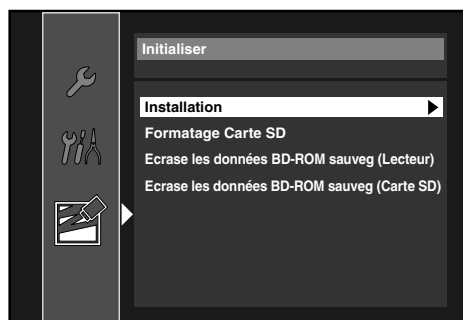 Initialiser
Installation
Formatage Carte SD
Ecrase les données BD-ROM sauveg (Lecteur)
Ecrase les données BD-ROM sauveg (Carte SD)